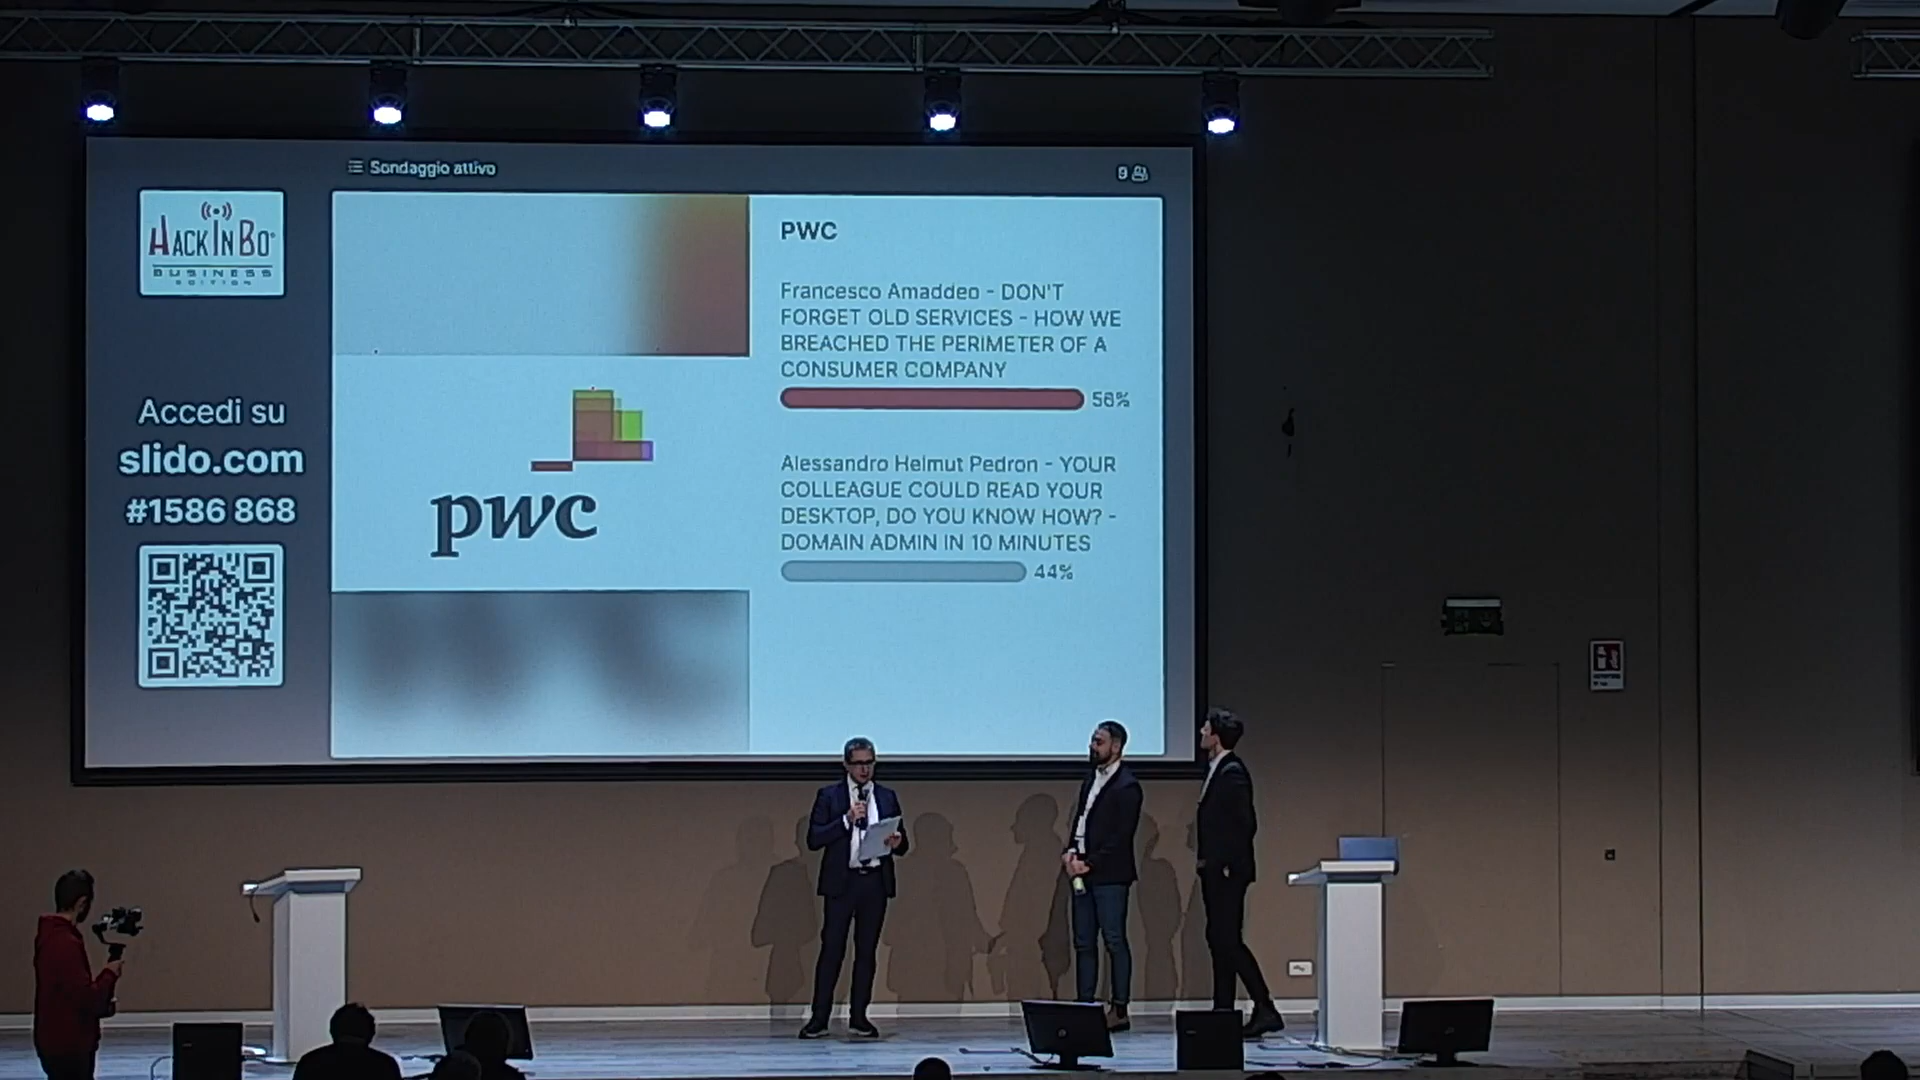 Sondaggio attivo
9
HACKINBO
BUSINESS
EDITION
Accedi su
slido.com
#1586 868
pwc
PWC
Francesco Amaddeo - DON'T
FORGET OLD SERVICES - HOW WE
BREACHED THE PERIMETER OF A
CONSUMER COMPANY
56%
Alessandro Helmut Pedron - YOUR
COLLEAGUE COULD READ YOUR
DESKTOP, DO YOU KNOW HOW? -
DOMAIN ADMIN IN 10 MINUTES
44%